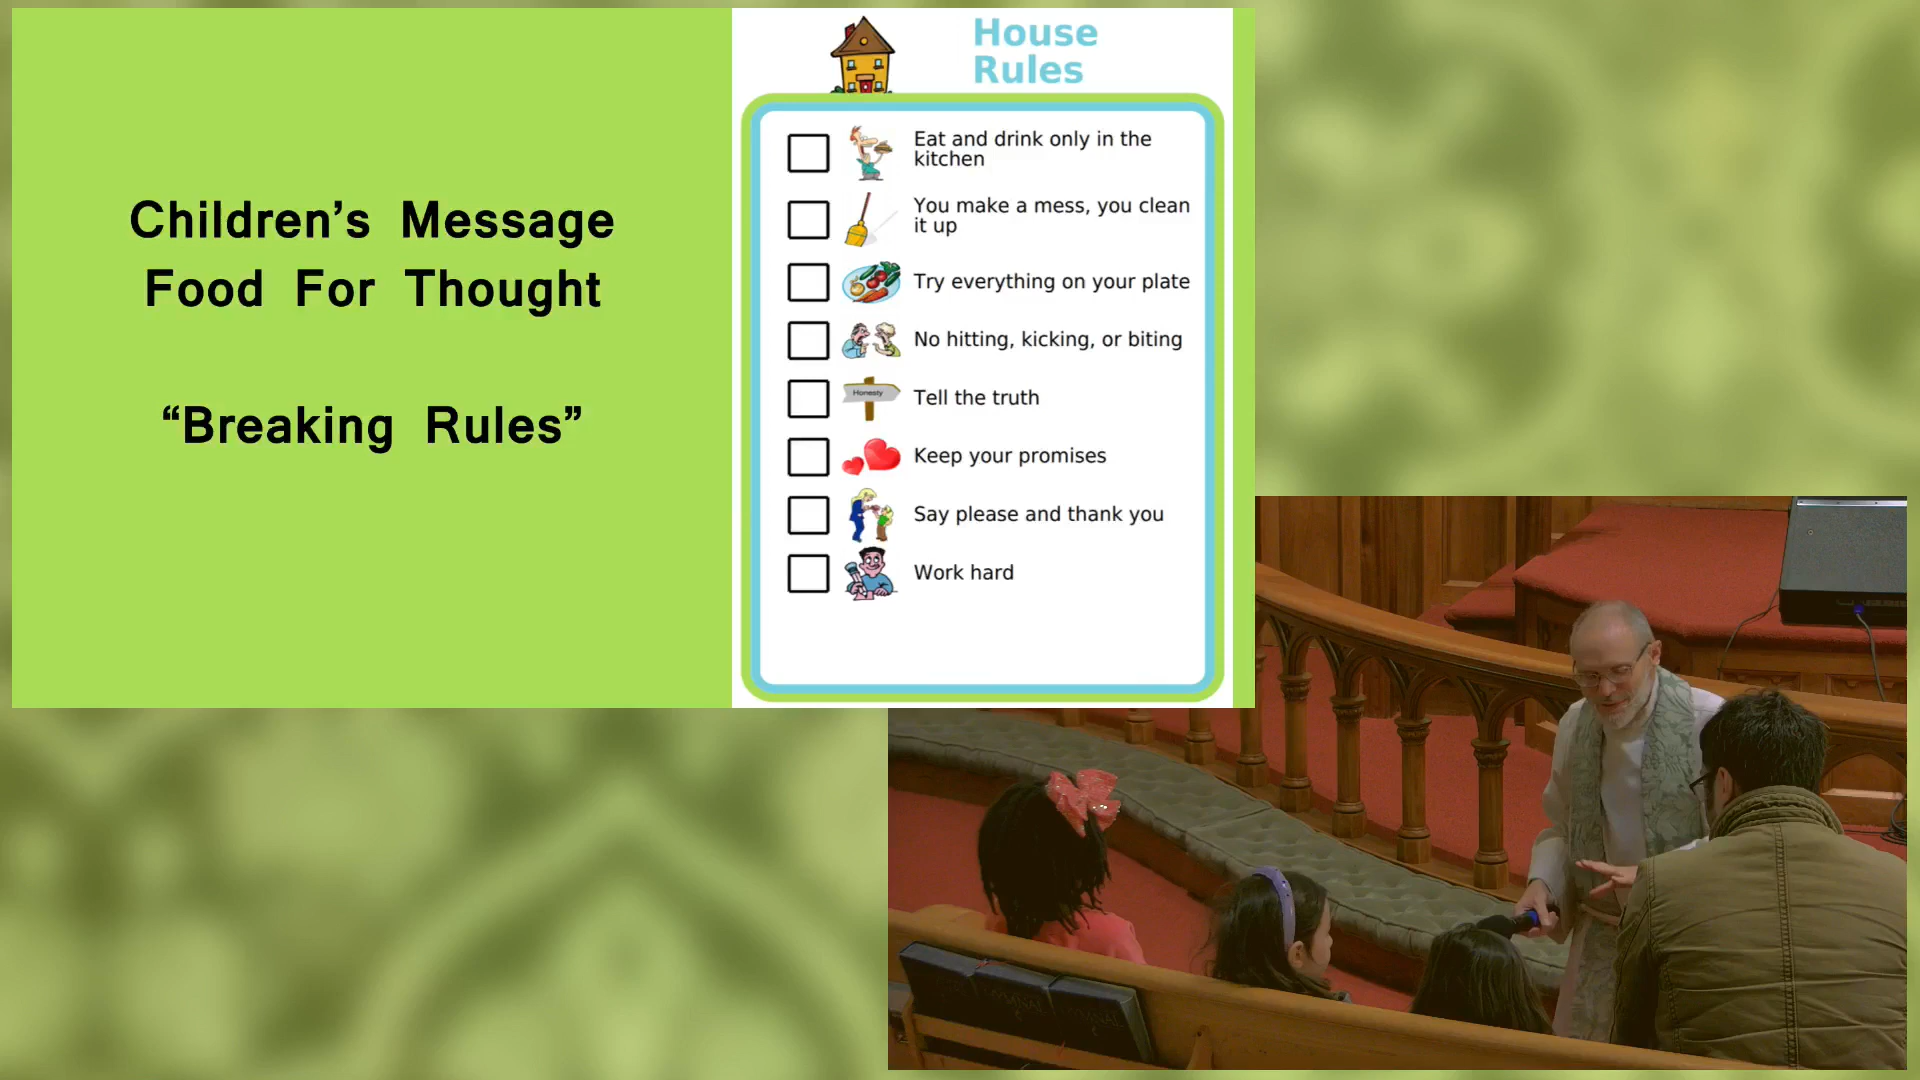 Children’s Message
Food For Thought
“Breaking Rules”
House
Rules
Eat and drink only in the
kitchen
You make a mess, you clean
it up
Try everything on your plate
No hitting, kicking, or biting
Honesty
Tell the truth
Keep your promises
Say please and thank you
Work hard